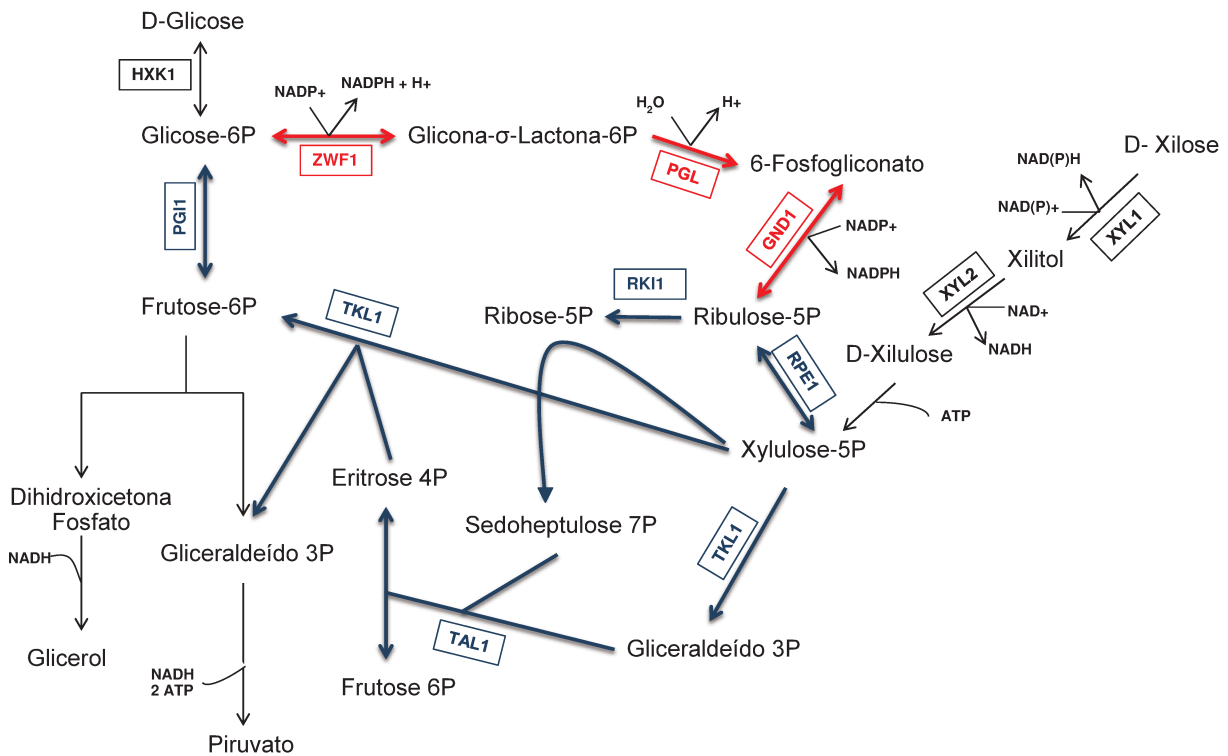 D-Glicose
HXK1
NADP+
NADPH + H+
H2O
H+
Glicose-6P
Glicona-σ-Lactona-6P
ZWF1
PGL
6-Fosfogliconato
D- Xilose
NAD(P)H
NAD(P)+
XYL1
PGI1
GND1
NADP+
NADPH
Xilitol
XYL2
NAD+
NADH
RKI1
Frutose-6P
TKL1
Ribose-5P
Ribulose-5P
D-Xilulose
RPE1
ATP
Xylulose-5P
Eritrose 4P
Dihidroxicetona
Fosfato
Sedoheptulose 7P
TKL1
NADH
Gliceraldeído 3P
TAL1
Gliceraldeído 3P
Glicerol
NADH
2 ATP
Frutose 6P
Piruvato